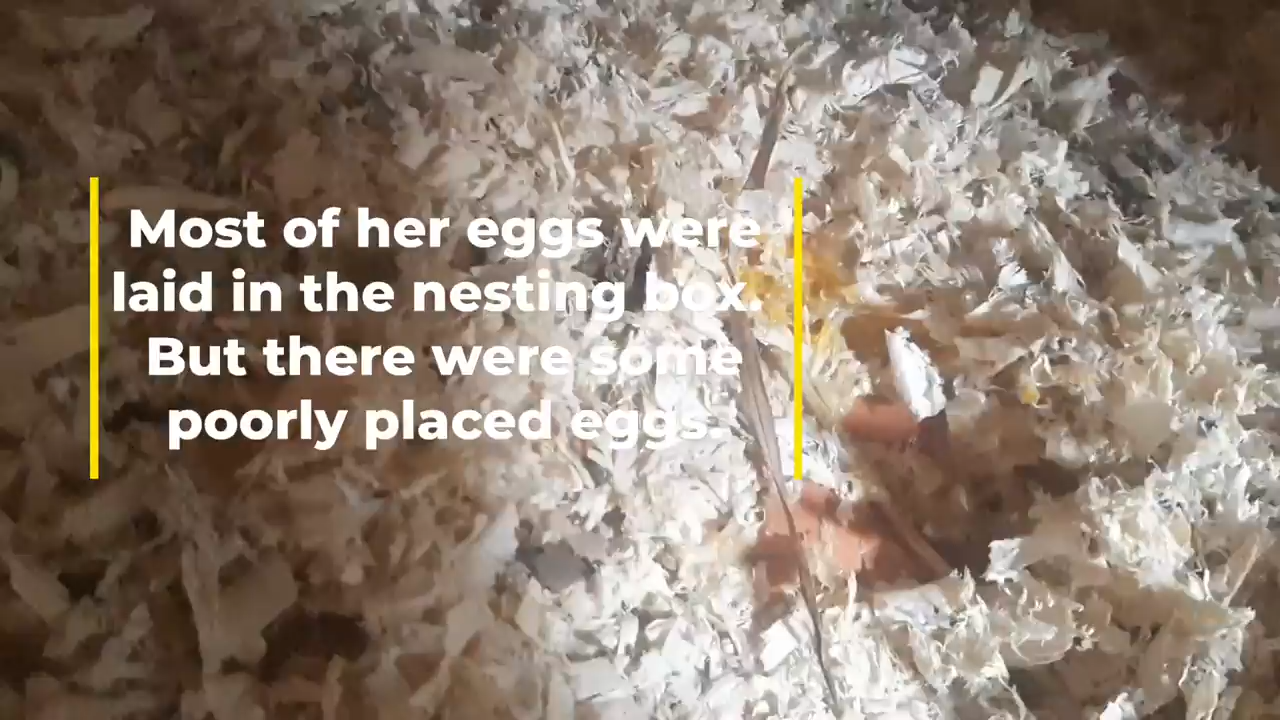 Most of her eggs were
laid in the nesting box.
But there were some
poorly placed eggs.